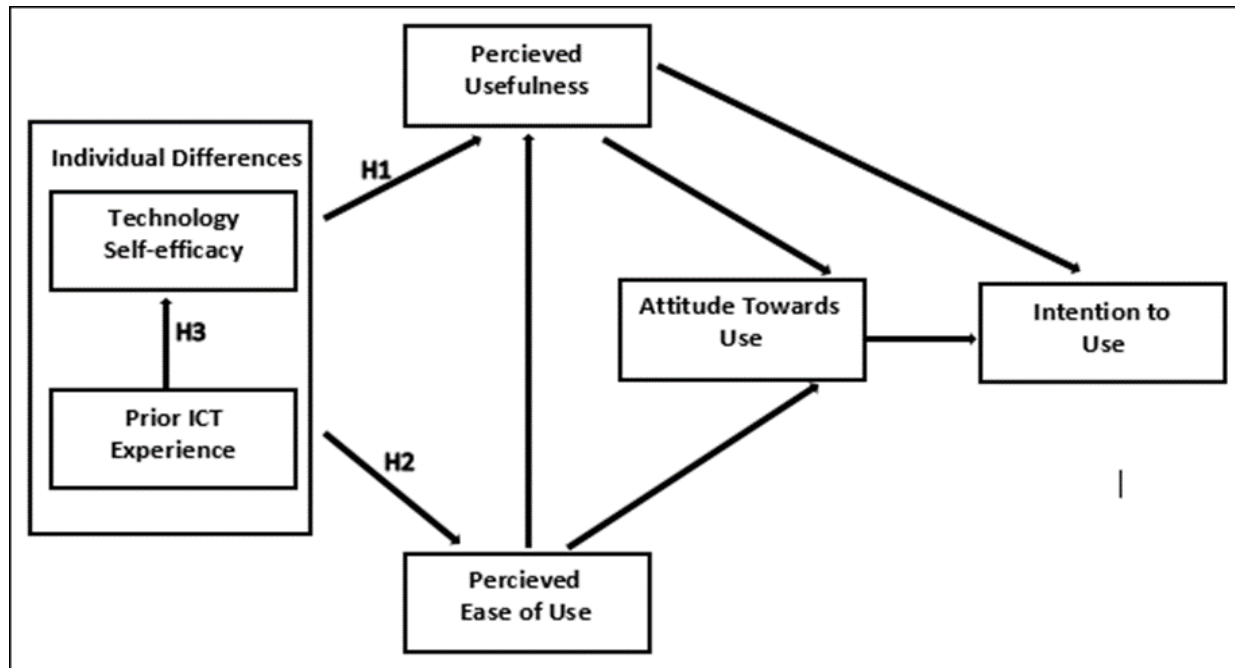 Percieved
Usefulness
Individual Differences
H1
Technology
Self-efficacy
H3
Prior ICT
Experience
H2
Attitude Towards
Use
Intention to
Use
Percieved
Ease of Use